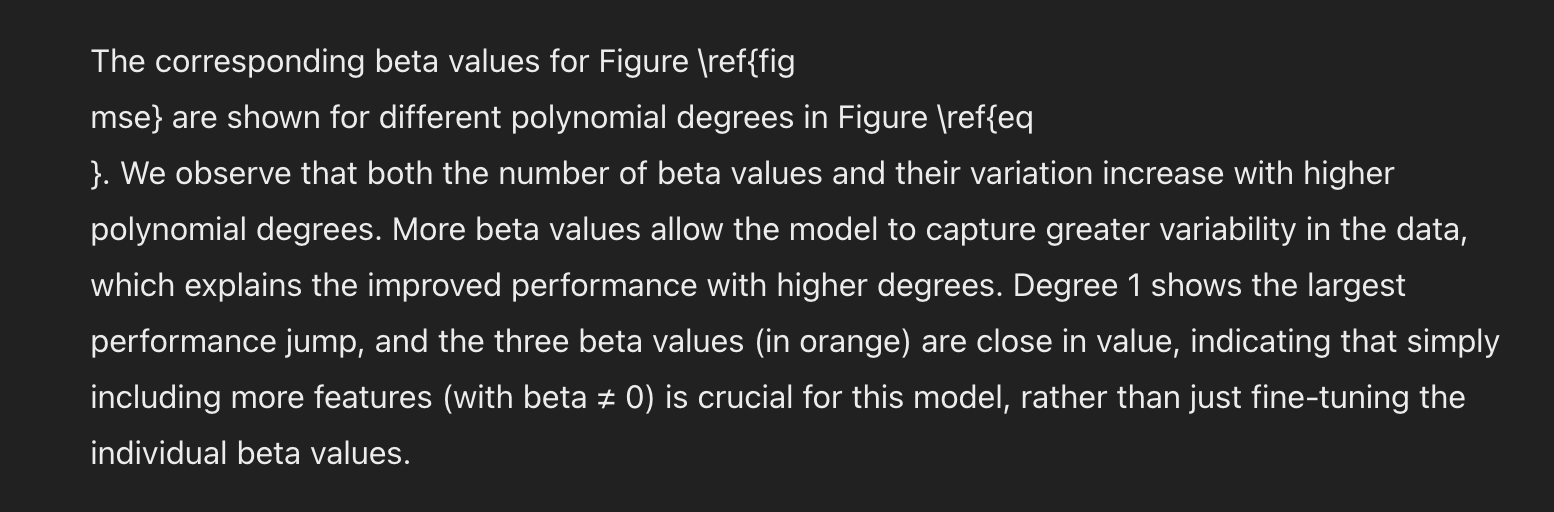 The corresponding beta values for Figure \ref{fig
mse} are shown for different polynomial degrees in Figure \ref{eq
}. We observe that both the number of beta values and their variation increase with higher
polynomial degrees. More beta values allow the model to capture greater variability in the data,
which explains the improved performance with higher degrees. Degree 1 shows the largest
performance jump, and the three beta values (in orange) are close in value, indicating that simply
including more features (with beta ≠ 0) is crucial for this model, rather than just fine-tuning the
individual beta values.